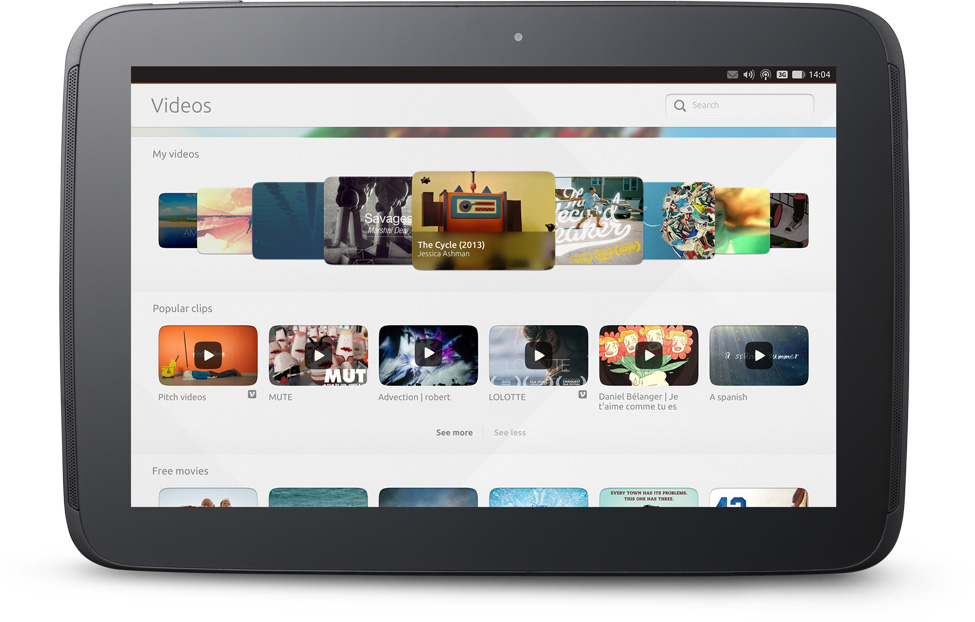 3G 14:04
Videos
Search
My videos
Savages
Marshal Dear
The Cycle (2013)
Jessica Ashman
Popular clips
MUT
LOLOTTE
Pitch videos
MUTE
Advection | robert
LOLOTTE
Daniel Bélanger | Je
t'aime comme tu es
A spanish
See more
See less
Free movies
EVERY TOWN HAS ITS PROBLEMS.
THIS ONE HAS THREE.